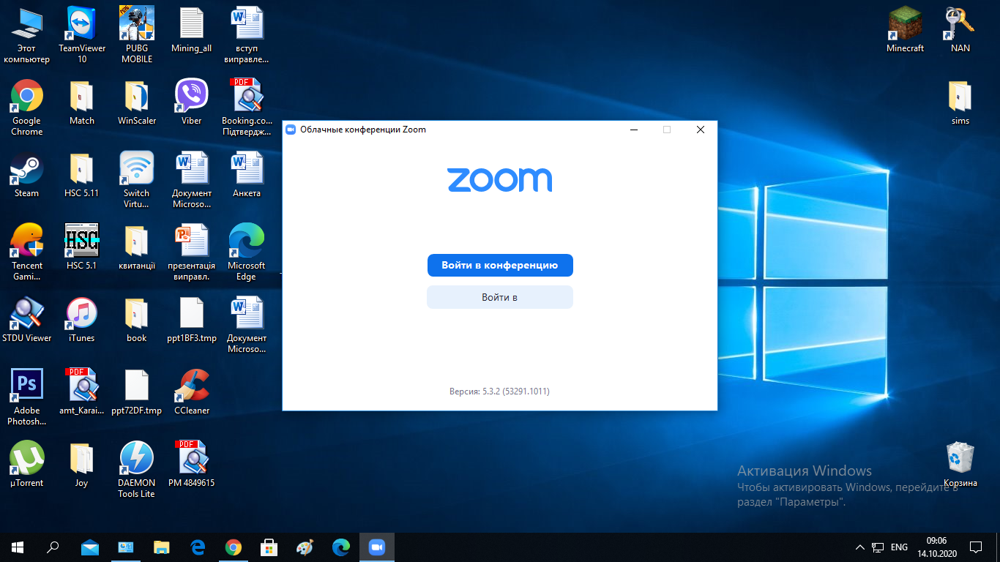 Этот
компьютер
TeamViewer
10
PUBG
MOBILE
Mining_all
вступ
виправле...
Google
Chrome
Match
WinScaler
Viber
PDF
Booking.co...
Підтвердж...
Steam
HSC 5.11
Switch
Virtu...
Документ
Microso...
Анкета
Tencent
Gami...
HSC
HSC 5.1
квитанції
презентація
виправл.
Microsoft
Edge
STDU Viewer
iTunes
book
ppt1BF3.tmp
Документ
Microso...
Ps
Adobe
Photosh...
PDF
amt_Karai...
ppt72DF.tmp
CCleaner
µTorrent
Joy
DAEMON
Tools Lite
PDF
PM 4849615
Minecraft
NAN
sims
Корзина
Облачные конференции Zoom
zoom
Войти в конференцию
Войти в
Версия: 5.3.2 (53291.1011)
Активация Windows
Чтобы активировать Windows, перейдите в
раздел "Параметры".
ENG
09:06
14.10.2020